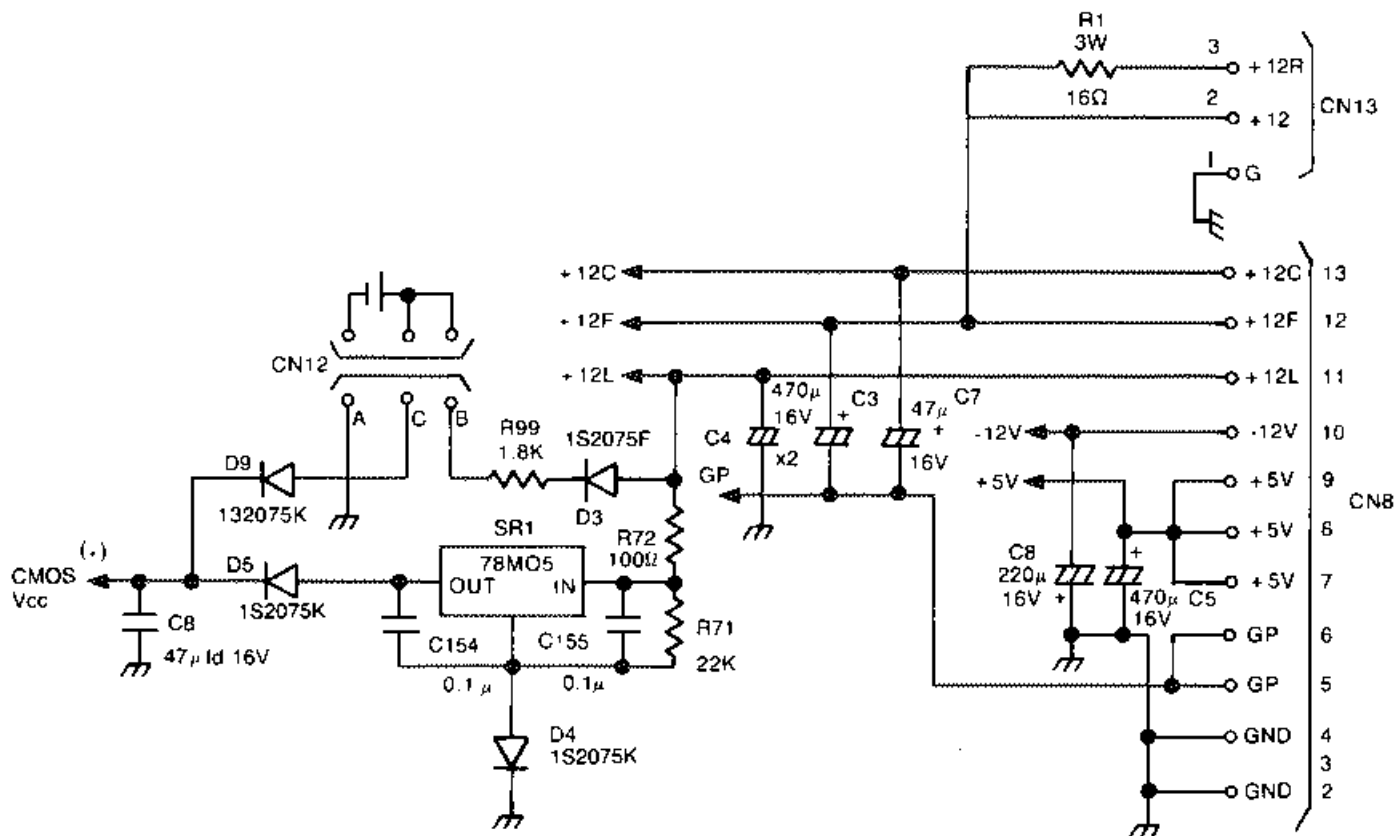 R1
3W
16Ω
3
+12R
2
+12
CN13
1
G
+12C
+12C 13
+12F
+12F 12
CN12
+12L
+12L 11
470μ
16V
+
C3
47μ
+
C7
16V
C4
x2
A
C
B
R99
1.8K
1S2075F
D3
GP
-12V
-12V 10
+5V
+5V 9
CN8
+5V 8
+5V 7
D9
132075K
SR1
78MO5
OUT
IN
R72
100Ω
C8
220μ
16V
+
+
470μ
16V
C5
(.)
CMOS
Vcc
D5
1S2075K
C8
47μ Id 16V
C154
0.1μ
C155
0.1μ
R71
22K
GP 6
GP 5
D4
1S2075K
GND 4
3
GND 2